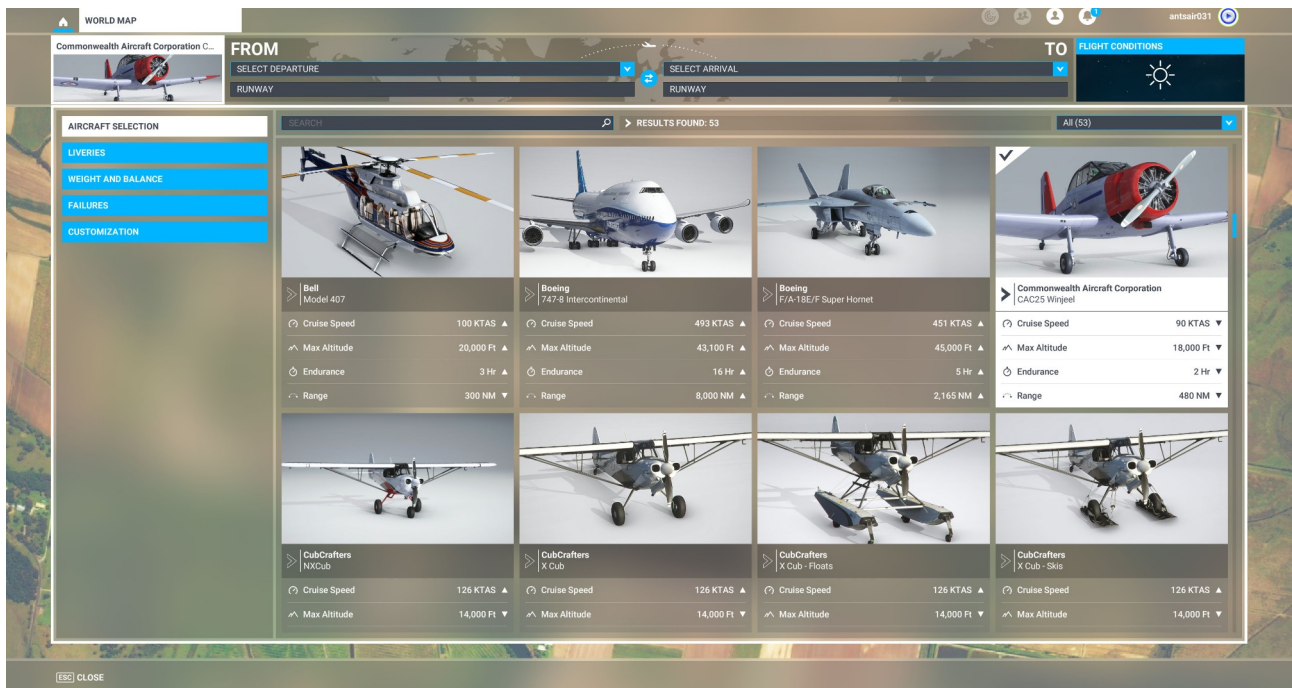 WORLD MAP
1
antsair031
Commonwealth Aircraft Corporation C...
FROM
TO
FLIGHT CONDITIONS
SELECT DEPARTURE
SELECT ARRIVAL
RUNWAY
RUNWAY
AIRCRAFT SELECTION
LIVERIES
WEIGHT AND BALANCE
FAILURES
CUSTOMIZATION
SEARCH
RESULTS FOUND: 53
All (53)
Bell
Model 407
Cruise Speed 100 KTAS ▲
Max Altitude 20,000 Ft ▲
Endurance 3 Hr ▲
Range 300 NM ▼
Boeing
747-8 Intercontinental
Cruise Speed 493 KTAS ▲
Max Altitude 43,100 Ft ▲
Endurance 16 Hr ▲
Range 8,000 NM ▲
Boeing
F/A-18E/F Super Hornet
Cruise Speed 451 KTAS ▲
Max Altitude 45,000 Ft ▲
Endurance 5 Hr ▲
Range 2,165 NM ▲
Commonwealth Aircraft Corporation
CAC25 Winjeel
Cruise Speed 90 KTAS ▼
Max Altitude 18,000 Ft ▼
Endurance 2 Hr ▼
Range 480 NM ▼
CubCrafters
NXCub
Cruise Speed 126 KTAS ▲
Max Altitude 14,000 Ft ▼
CubCrafters
X Cub
Cruise Speed 126 KTAS ▲
Max Altitude 14,000 Ft ▼
CubCrafters
X Cub - Floats
Cruise Speed 126 KTAS ▲
Max Altitude 14,000 Ft ▼
CubCrafters
X Cub - Skis
Cruise Speed 126 KTAS ▲
Max Altitude 14,000 Ft ▼
ESC CLOSE